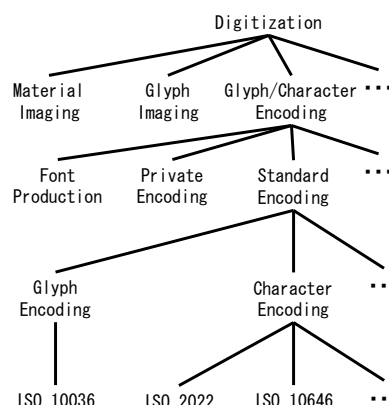 Digitization
Material Glyph Glyph/Character ...
Imaging Imaging Encoding
Font Private Standard ...
Production Encoding Encoding
Glyph Character ..
Encoding Encoding
ISO 10036 ISO 2022 ISO 10646 ..